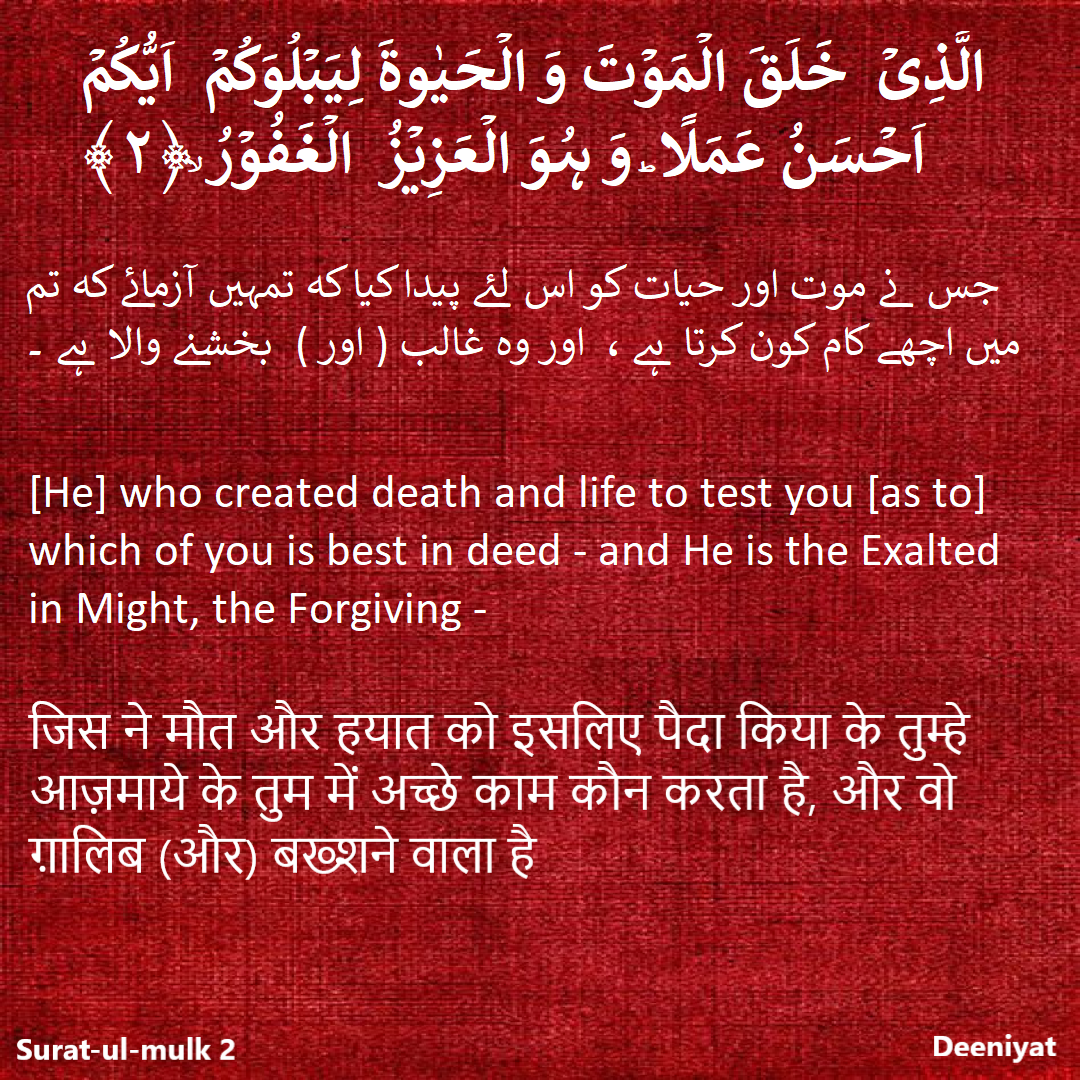 الَّذِیۡ خَلَقَ الۡمَوۡتَ وَ الۡحَیٰوۃَ لِیَبۡلُوَکُمۡ اَیُّکُمۡ
اَحۡسَنُ عَمَلًا ؕ وَ ہُوَ الۡعَزِیۡزُ الۡغَفُوۡرُ ۙ﴿۲﴾
جس نے موت اور حیات کو اس لئے پیدا کیا که تمہیں آزمائے که تم
میں اچھے کام کون کرتا ہے ، اور وہ غالب ( اور ) بخشنے والا ہے ۔
[He] who created death and life to test you [as to]
which of you is best in deed - and He is the Exalted
in Might, the Forgiving -
जिस ने मौत और हयात को इसलिए पैदा किया के तुम्हे
आज़माये के तुम में अच्छे काम कौन करता है, और वो
ग़ालिब (और) बख्शने वाला है
Surat-ul-mulk 2
Deeniyat